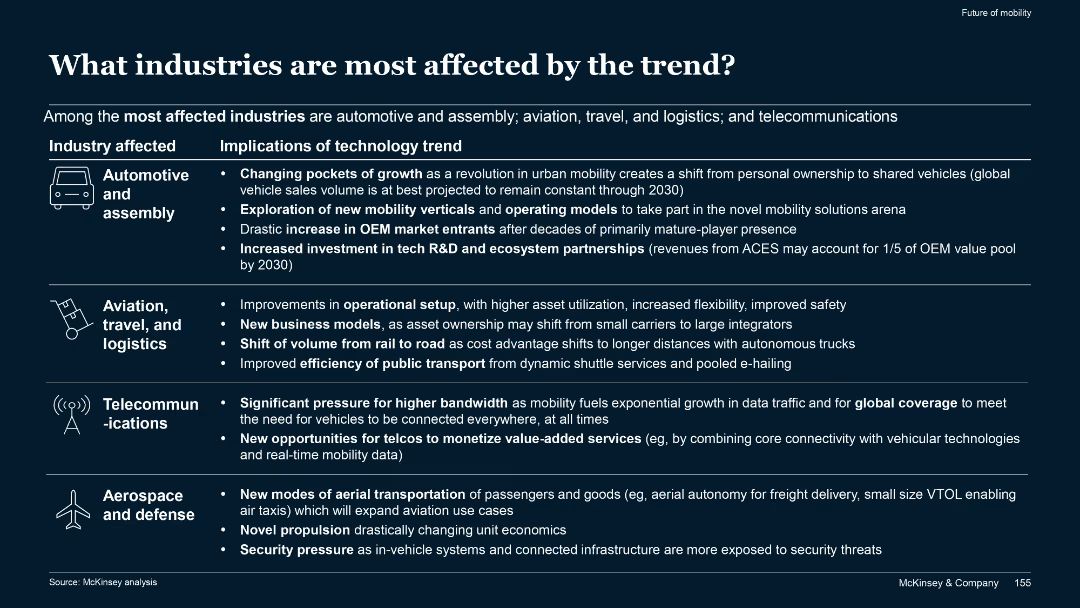 Future of mobility
What industries are most affected by the trend?
Among the most affected industries are automotive and assembly; aviation, travel, and logistics; and telecommunications
Industry affected
Implications of technology trend
Automotive
and
assembly
• Changing pockets of growth as a revolution in urban mobility creates a shift from personal ownership to shared vehicles (global
vehicle sales volume is at best projected to remain constant through 2030)
• Exploration of new mobility verticals and operating models to take part in the novel mobility solutions arena
• Drastic increase in OEM market entrants after decades of primarily mature-player presence
• Increased investment in tech R&D and ecosystem partnerships (revenues from ACES may account for 1/5 of OEM value pool
by 2030)
Aviation,
travel, and
logistics
• Improvements in operational setup, with higher asset utilization, increased flexibility, improved safety
• New business models, as asset ownership may shift from small carriers to large integrators
• Shift of volume from rail to road as cost advantage shifts to longer distances with autonomous trucks
• Improved efficiency of public transport from dynamic shuttle services and pooled e-hailing
Telecommun
-ications
• Significant pressure for higher bandwidth as mobility fuels exponential growth in data traffic and for global coverage to meet
the need for vehicles to be connected everywhere, at all times
• New opportunities for telcos to monetize value-added services (eg, by combining core connectivity with vehicular technologies
and real-time mobility data)
Aerospace
and defense
• New modes of aerial transportation of passengers and goods (eg, aerial autonomy for freight delivery, small size VTOL enabling
air taxis) which will expand aviation use cases
• Novel propulsion drastically changing unit economics
• Security pressure as in-vehicle systems and connected infrastructure are more exposed to security threats
Source: McKinsey analysis
McKinsey & Company 155